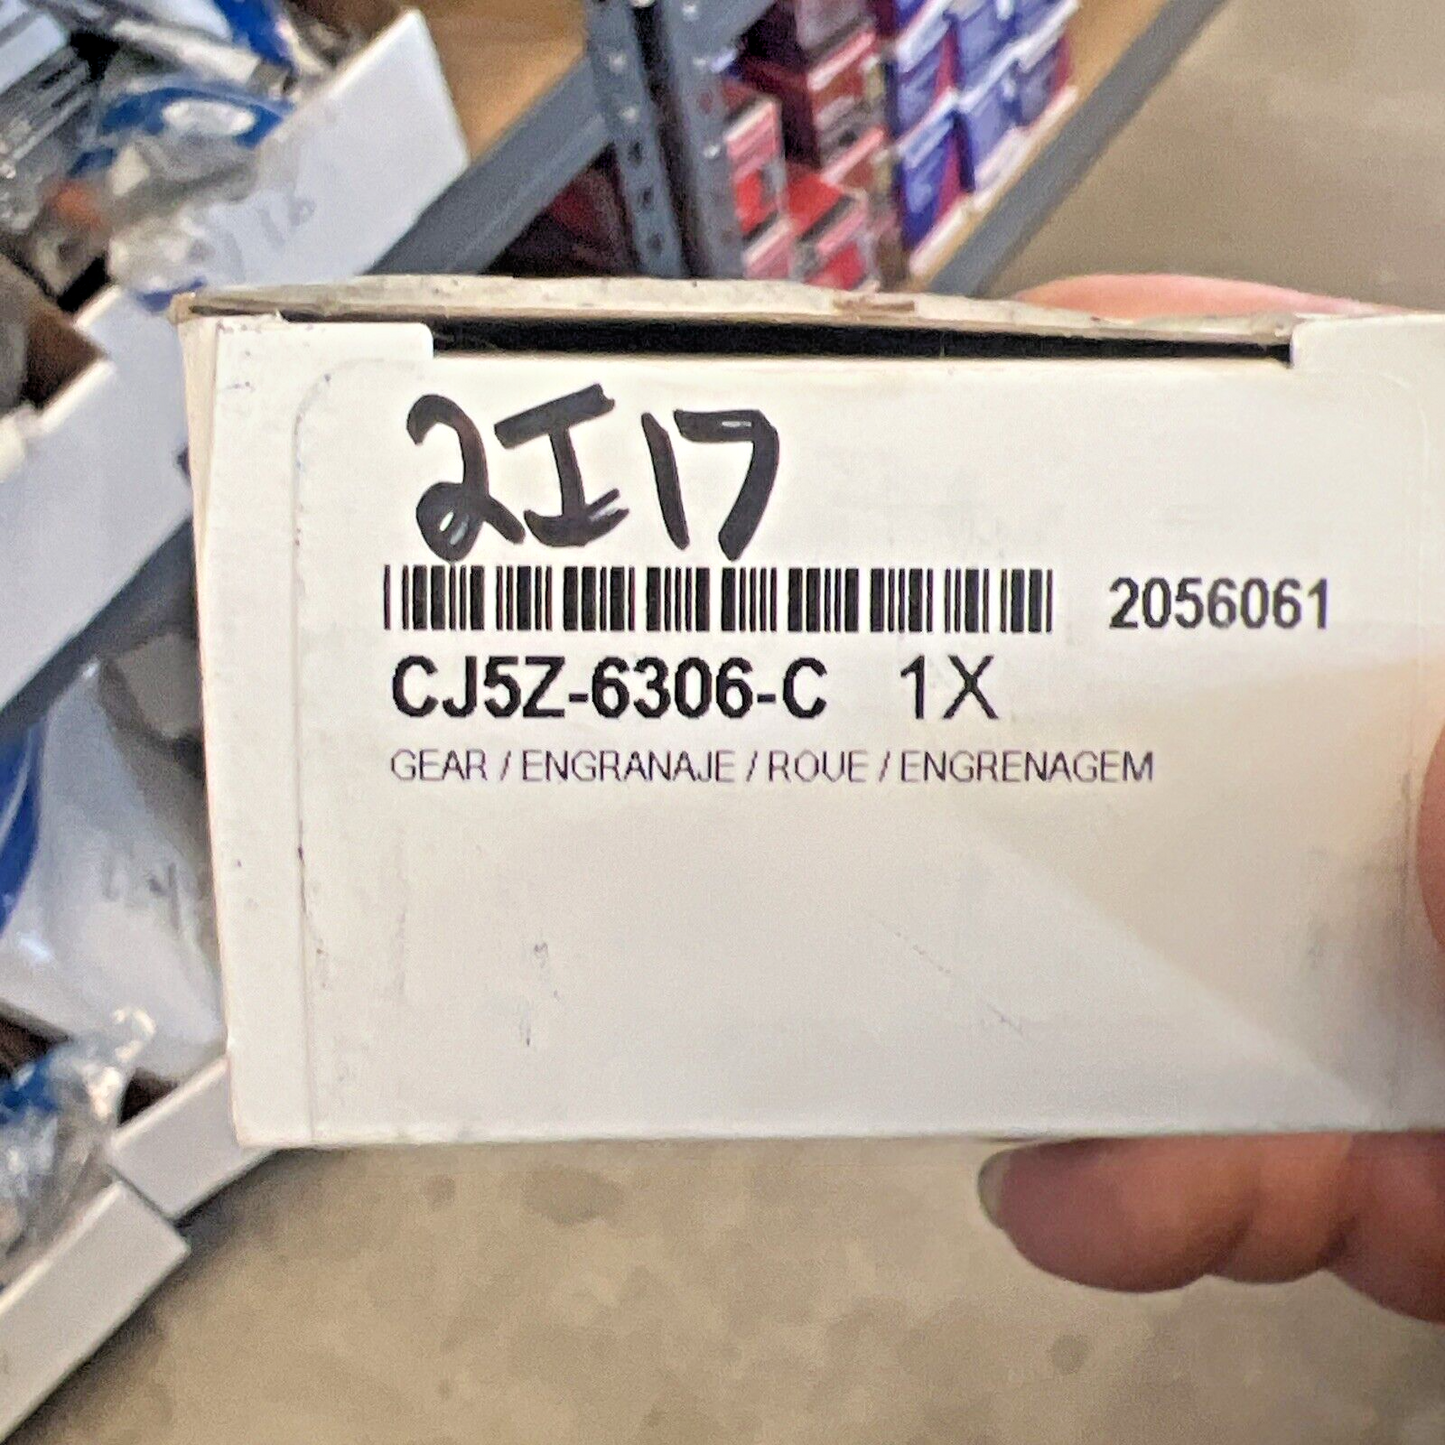 2I17
2056061
CJ5Z-6306-C 1X
GEAR / ENGRANAJE / ROUE / ENGRENAGEM